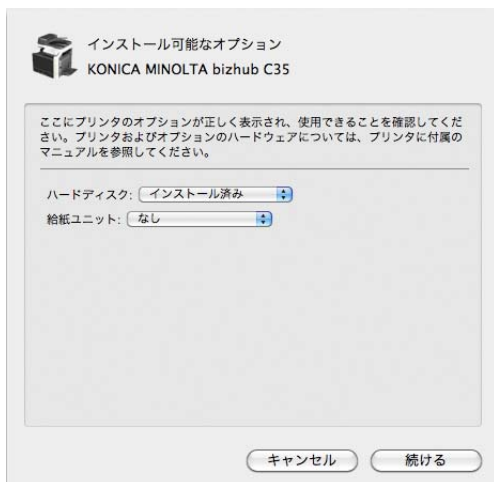 インストール可能なオプション
KONICA MINOLTA bizhub C35
ここにプリンタのオプションが正しく表示され、使用できることを確認してくだ
さい。プリンタおよびオプションのハードウェアについては、プリンタに付属の
マニュアルを参照してください。
ハードディスク: インストール済み
給紙ユニット: なし
キャンセル 続ける